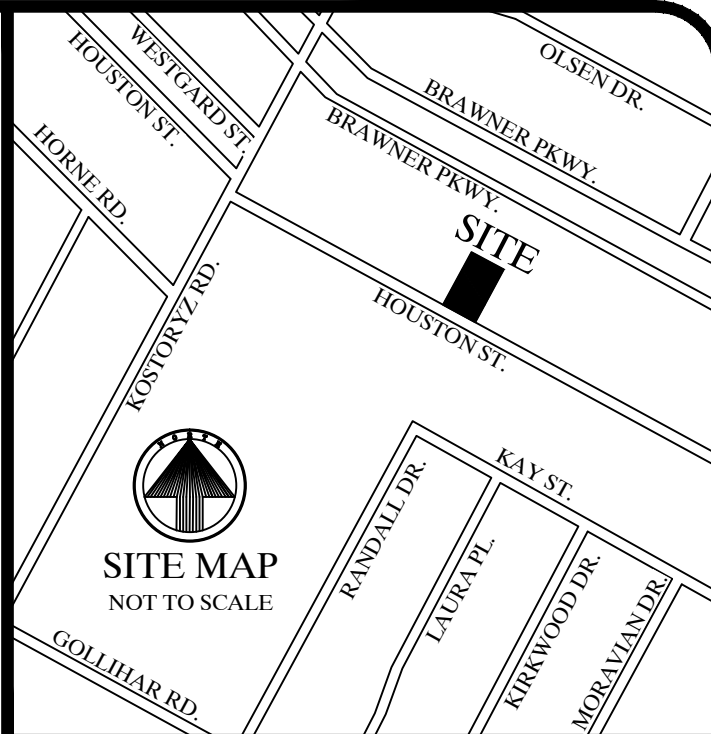 OLSEN DR.
WESTGARD ST.
HOUSTON ST.
BRAWNER PKWY.
BRAWNER PKWY.
HORNE RD.
SITE
KOSTORYZ RD.
HOUSTON ST.
NORTH
KAY ST.
RANDALL DR.
LAURA PL.
KIRKWOOD DR.
MORAVIAN DR.
SITE MAP
NOT TO SCALE
GOLLIHAR RD.